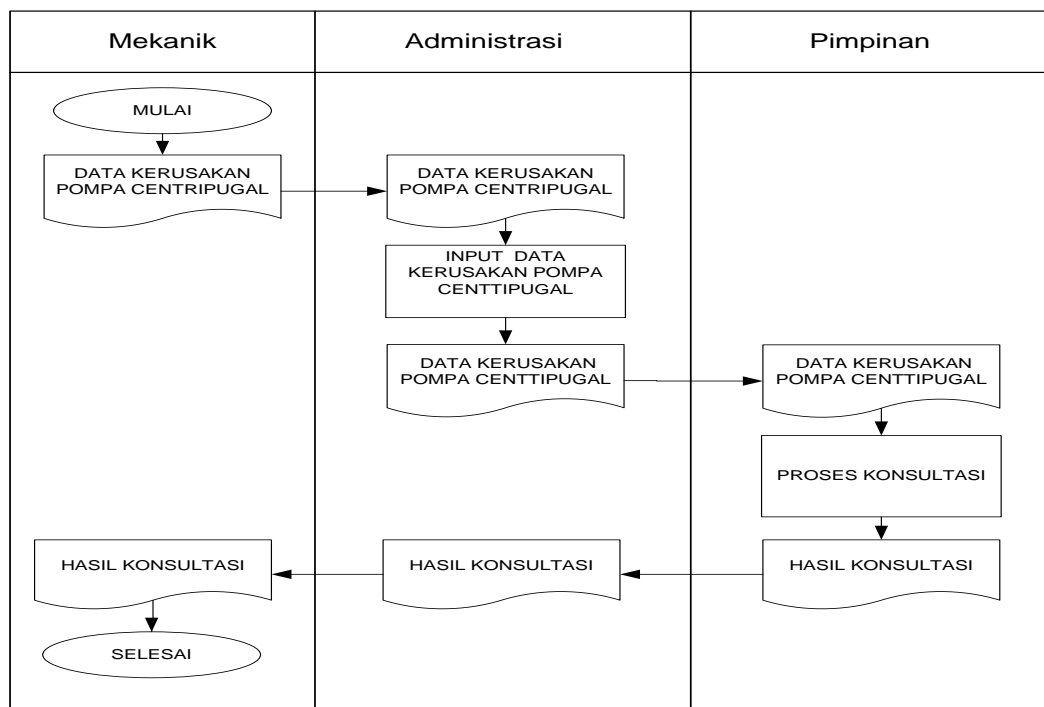 Mekanik
Administrasi
Pimpinan
MULAI
DATA KERUSAKAN
POMPA CENTRIPUGAL
DATA KERUSAKAN
POMPA CENTRIPUGAL
INPUT  DATA
KERUSAKAN POMPA
CENTTIPUGAL
DATA KERUSAKAN
POMPA CENTTIPUGAL
DATA KERUSAKAN
POMPA CENTTIPUGAL
PROSES KONSULTASI
HASIL KONSULTASI
HASIL KONSULTASI
HASIL KONSULTASI
SELESAI